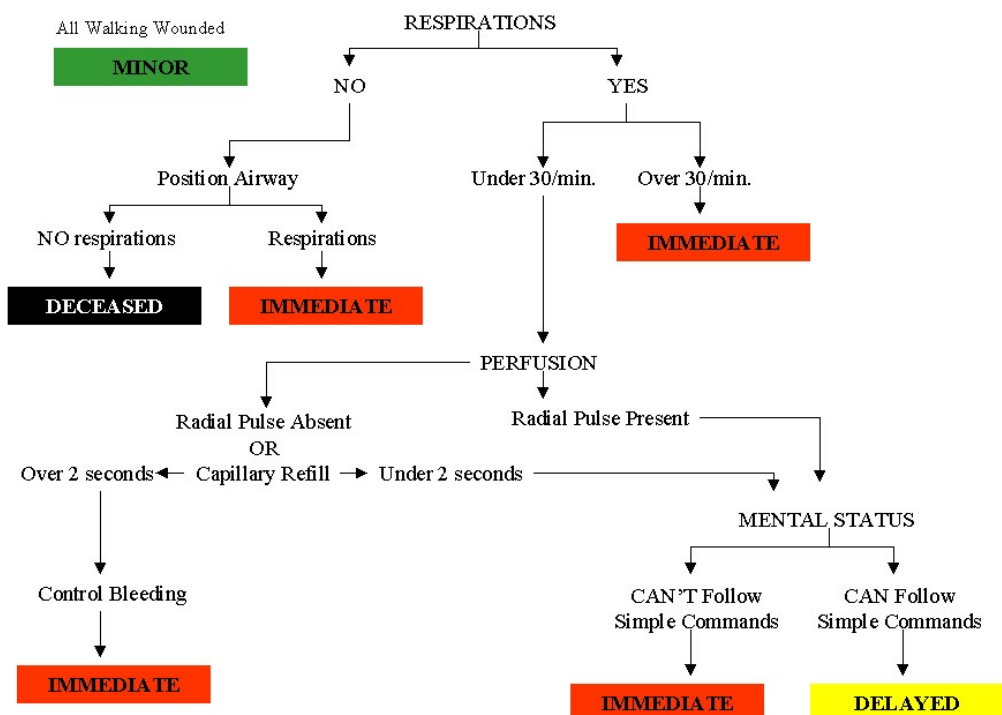 All Walking Wounded
MINOR
RESPIRATIONS
NO
YES
Position Airway
Under 30/min.
Over 30/min.
NO respirations
Respirations
IMMEDIATE
DECEASED
IMMEDIATE
PERFUSION
Radial Pulse Absent
OR
Radial Pulse Present
Over 2 seconds
Capillary Refill
Under 2 seconds
MENTAL STATUS
Control Bleeding
CAN'T Follow
Simple Commands
CAN Follow
Simple Commands
IMMEDIATE
IMMEDIATE
DELAYED